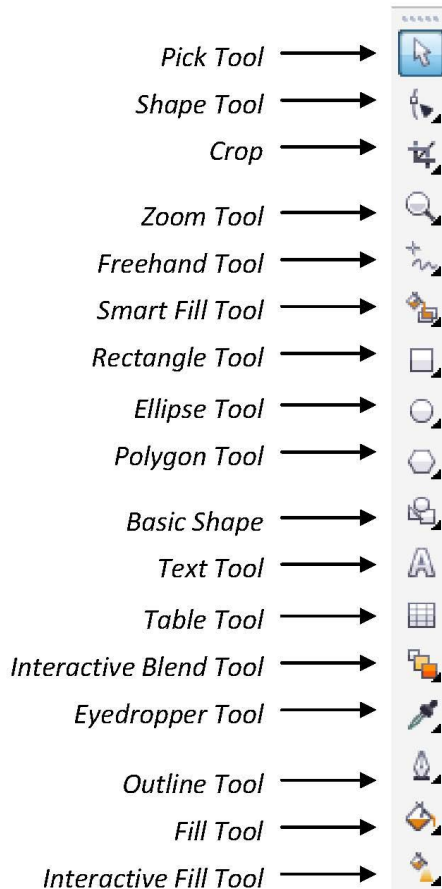 Pick Tool
Shape Tool
Crop
Zoom Tool
Freehand Tool
Smart Fill Tool
Rectangle Tool
Ellipse Tool
Polygon Tool
Basic Shape
Text Tool
Table Tool
Interactive Blend Tool
Eyedropper Tool
Outline Tool
Fill Tool
Interactive Fill Tool